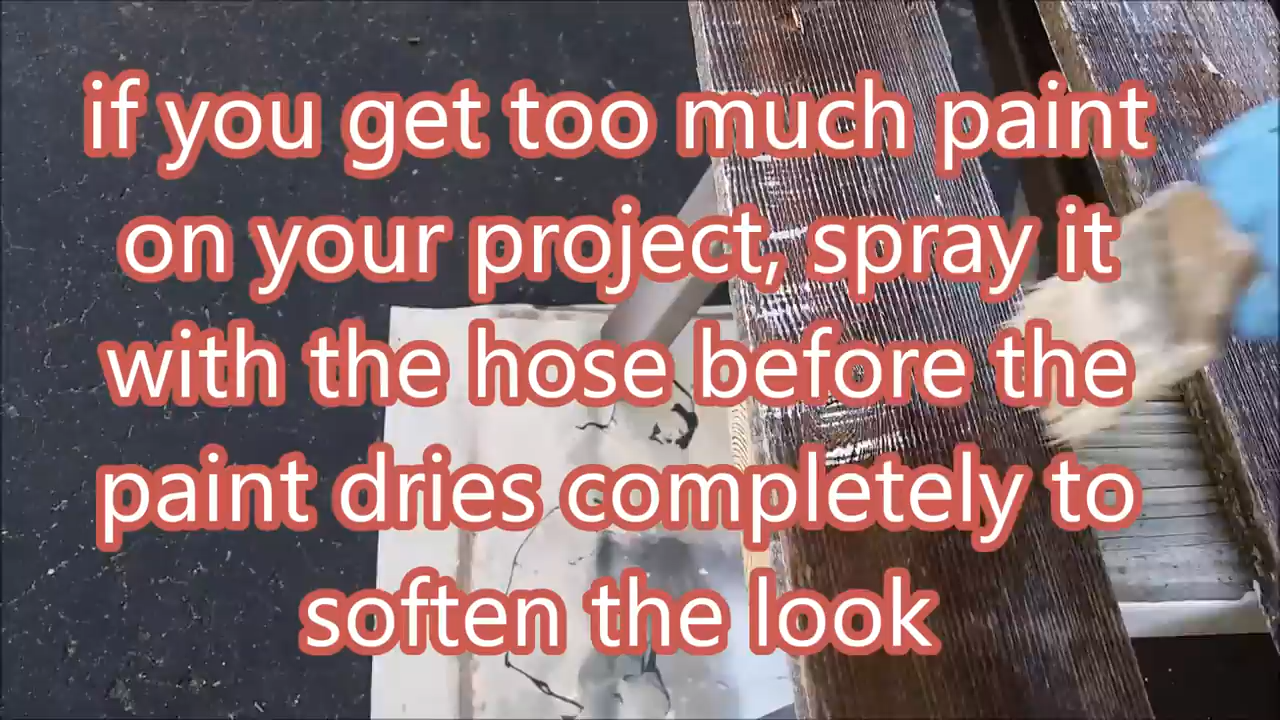 if you get too much paint
on your project, spray it
with the hose before the
paint dries completely to
soften the look